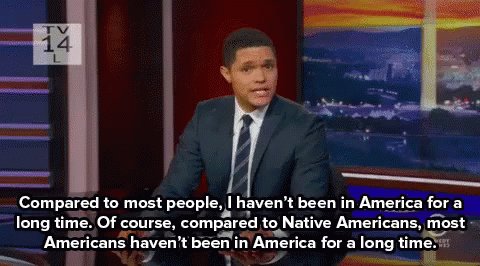 TV
14
L
Compared to most people, I haven't been in America for a
long time. Of course, compared to Native Americans, most
Americans haven't been in America for a long time.